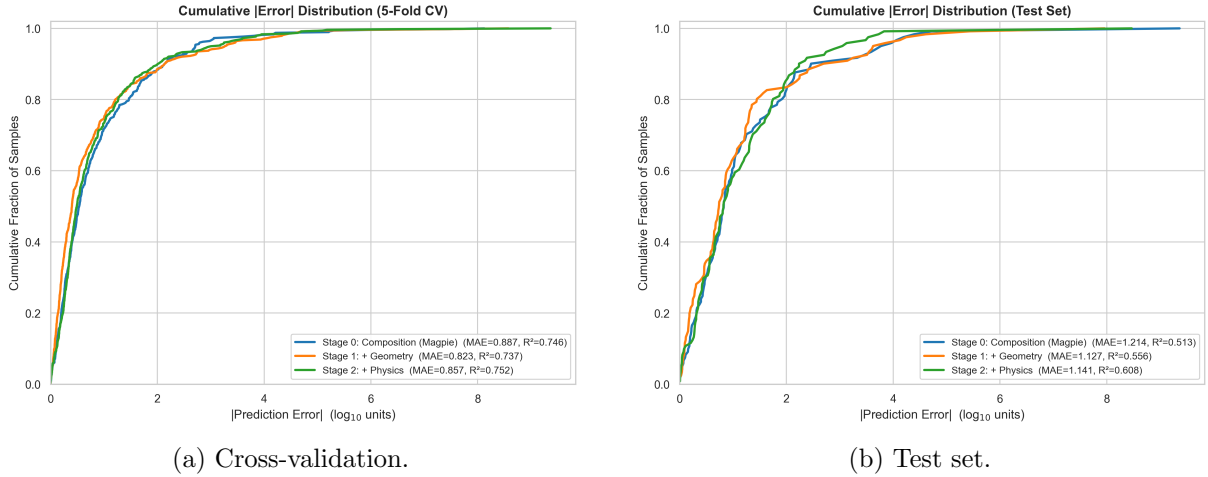 Cumulative |Error| Distribution (5-Fold CV)
1.0
0.8
0.6
0.4
0.2
0.0
Cumulative Fraction of Samples
0
2
4
6
8
|Prediction Error| (log₁₀ units)
Stage 0: Composition (Magpie) (MAE=0.887, R²=0.746)
Stage 1: + Geometry (MAE=0.823, R²=0.737)
Stage 2: + Physics (MAE=0.857, R²=0.752)
(a) Cross-validation.
Cumulative |Error| Distribution (Test Set)
1.0
0.8
0.6
0.4
0.2
0.0
Cumulative Fraction of Samples
0
2
4
6
8
|Prediction Error| (log₁₀ units)
Stage 0: Composition (Magpie) (MAE=1.214, R²=0.513)
Stage 1: + Geometry (MAE=1.127, R²=0.556)
Stage 2: + Physics (MAE=1.141, R²=0.608)
(b) Test set.